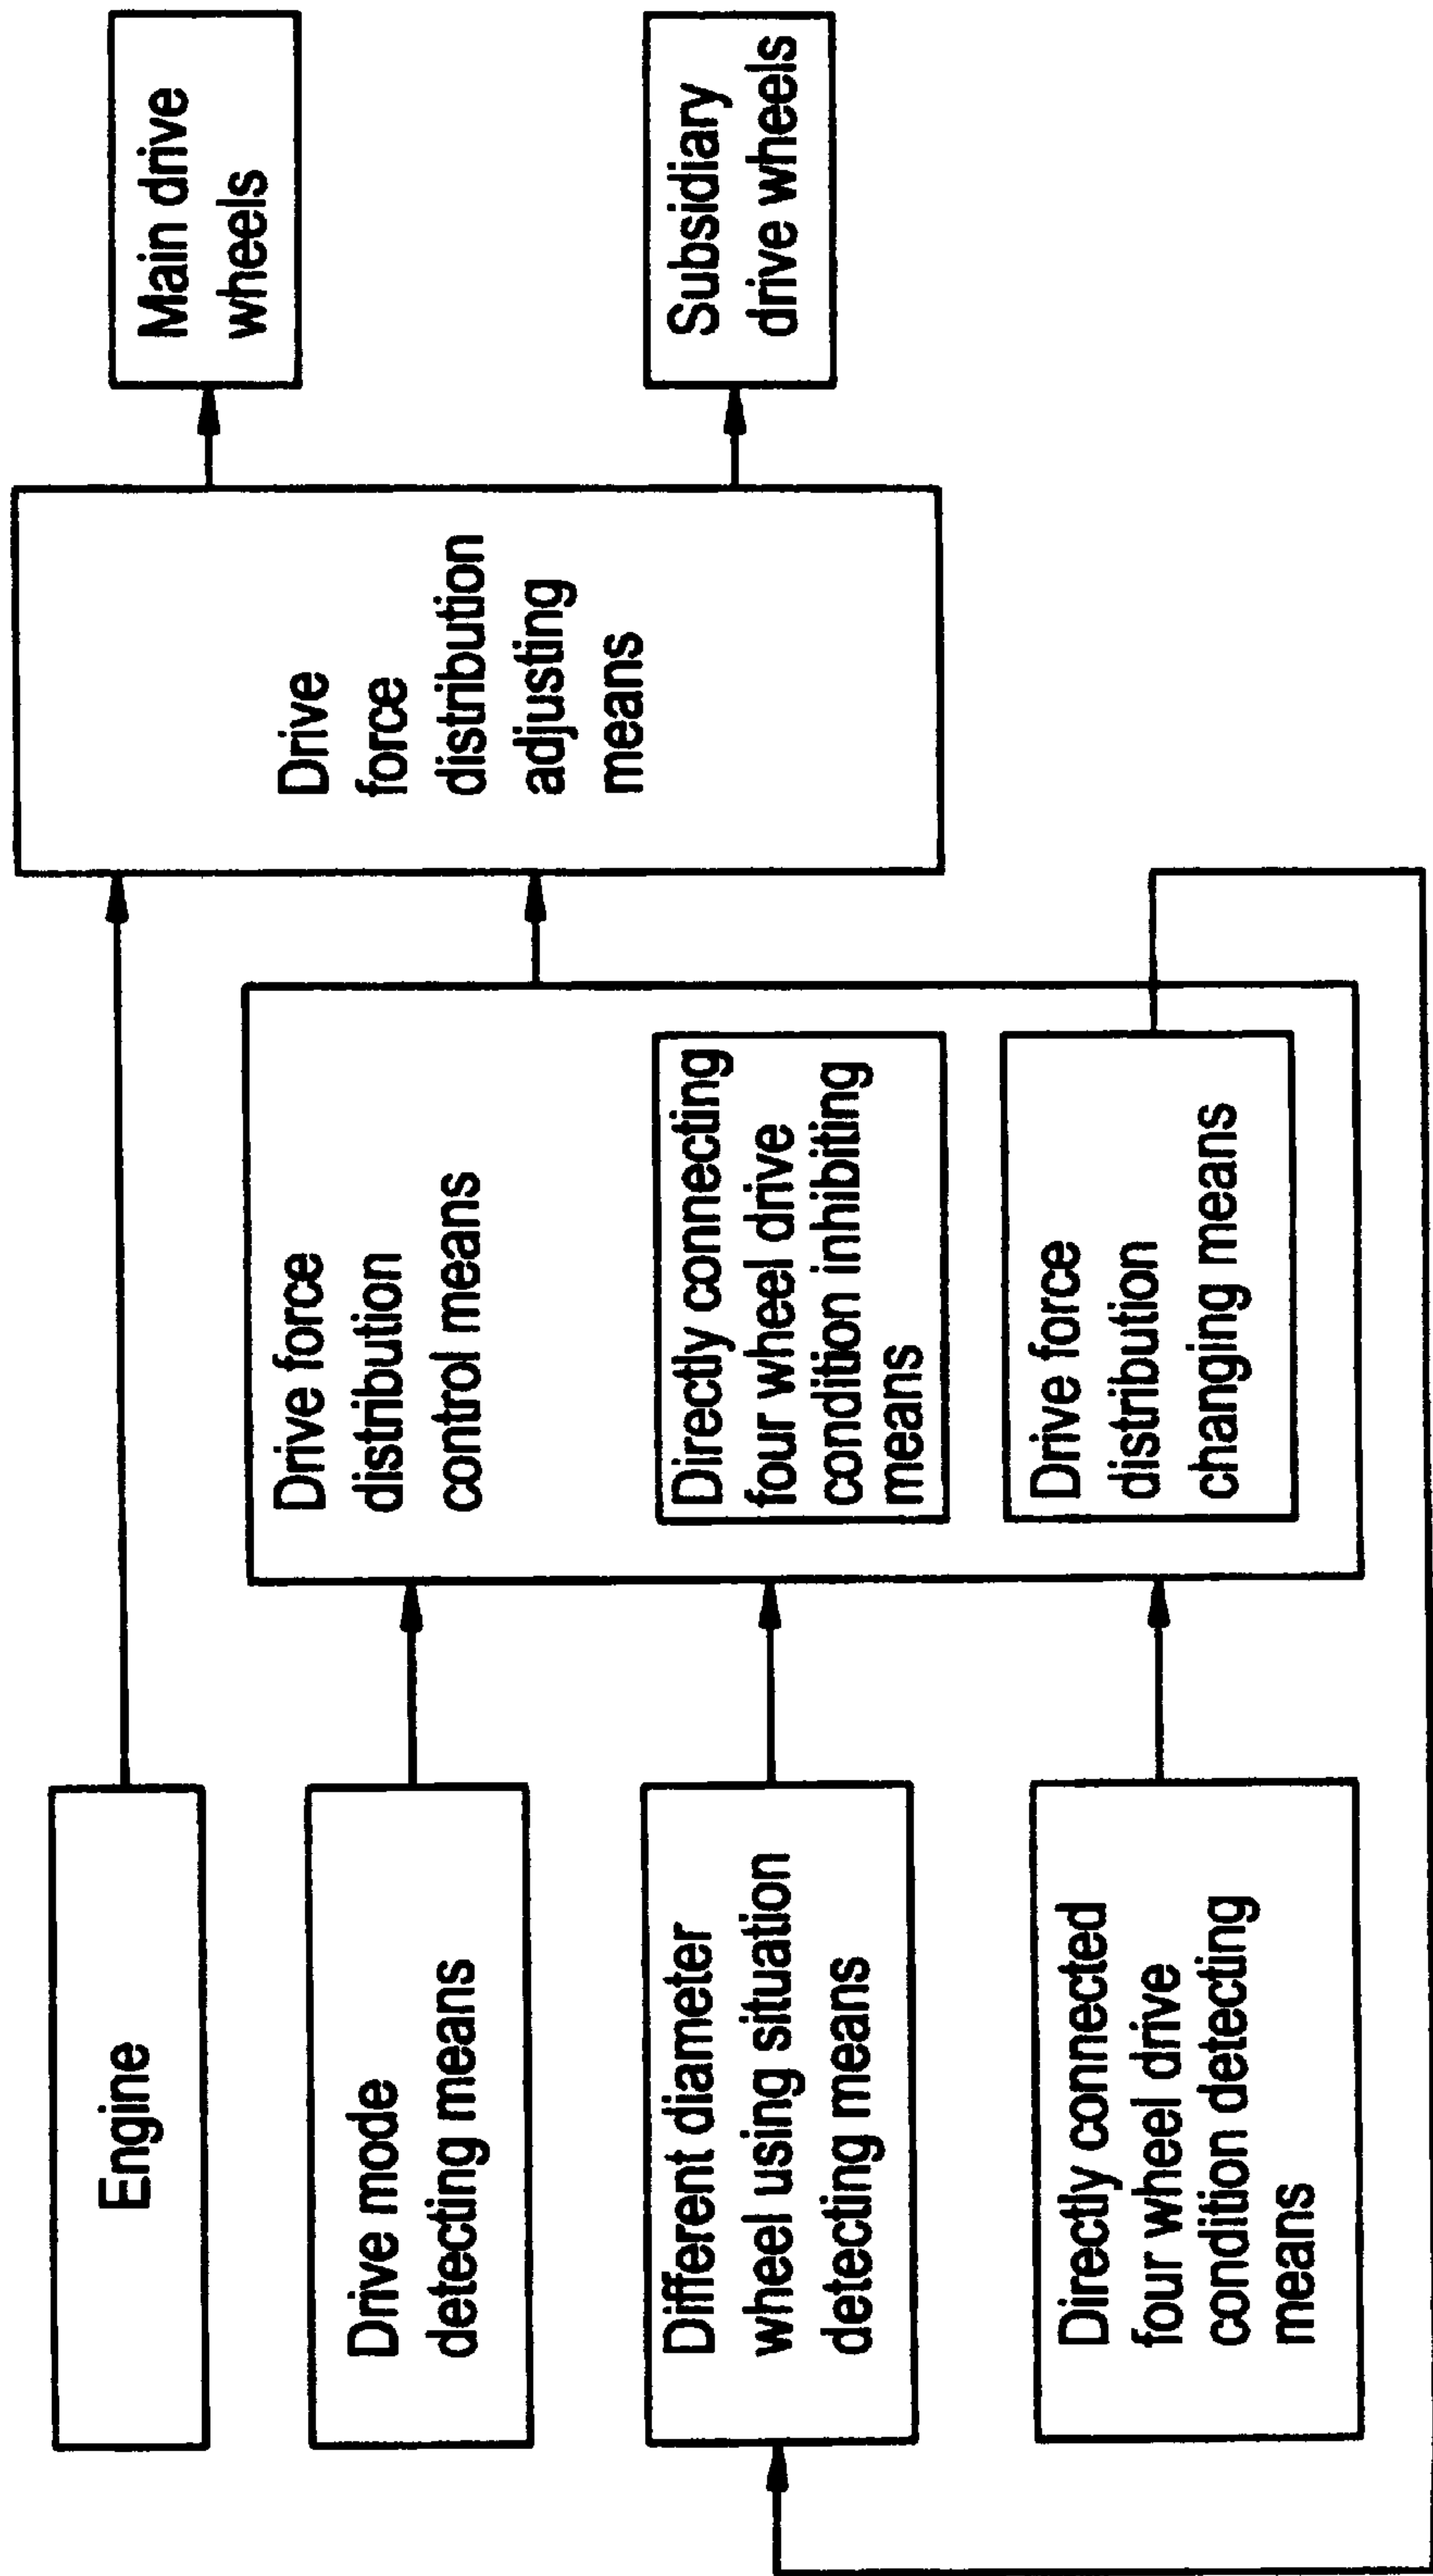 Engine
Drive mode
detecting means
Different diameter
wheel using situation
detecting means
Directly connected
four wheel drive
condition detecting
means
Drive force
distribution
control means
Directly connecting
four wheel drive
condition inhibiting
means
Drive force
distribution
changing means
Drive
force
distribution
adjusting
means
Main drive
wheels
Subsidiary
drive wheels